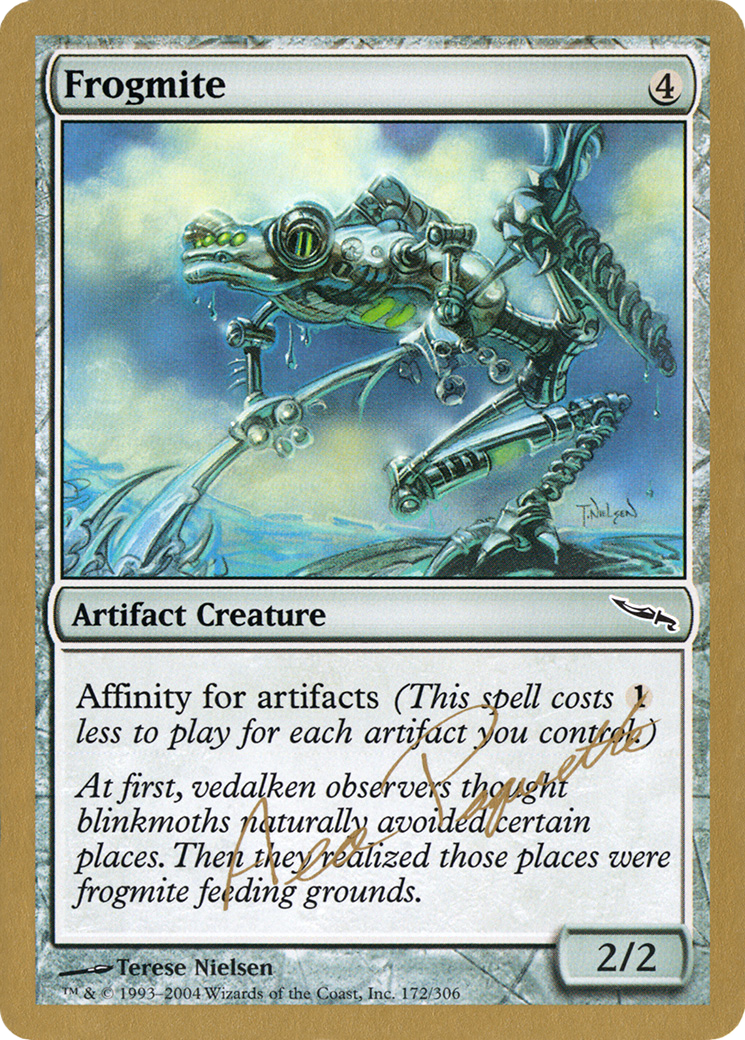 Frogmite 4
T. NIELSEN
Artifact Creature
Affinity for artifacts (This spell costs 1
less to play for each artifact you control.)
At first, vedalken observers thought
blinkmoths naturally avoided certain
places. Then they realized those places were
frogmite feeding grounds.
Aeo Paquette
2/2
Terese Nielsen
™ & © 1993–2004 Wizards of the Coast, Inc. 172/306